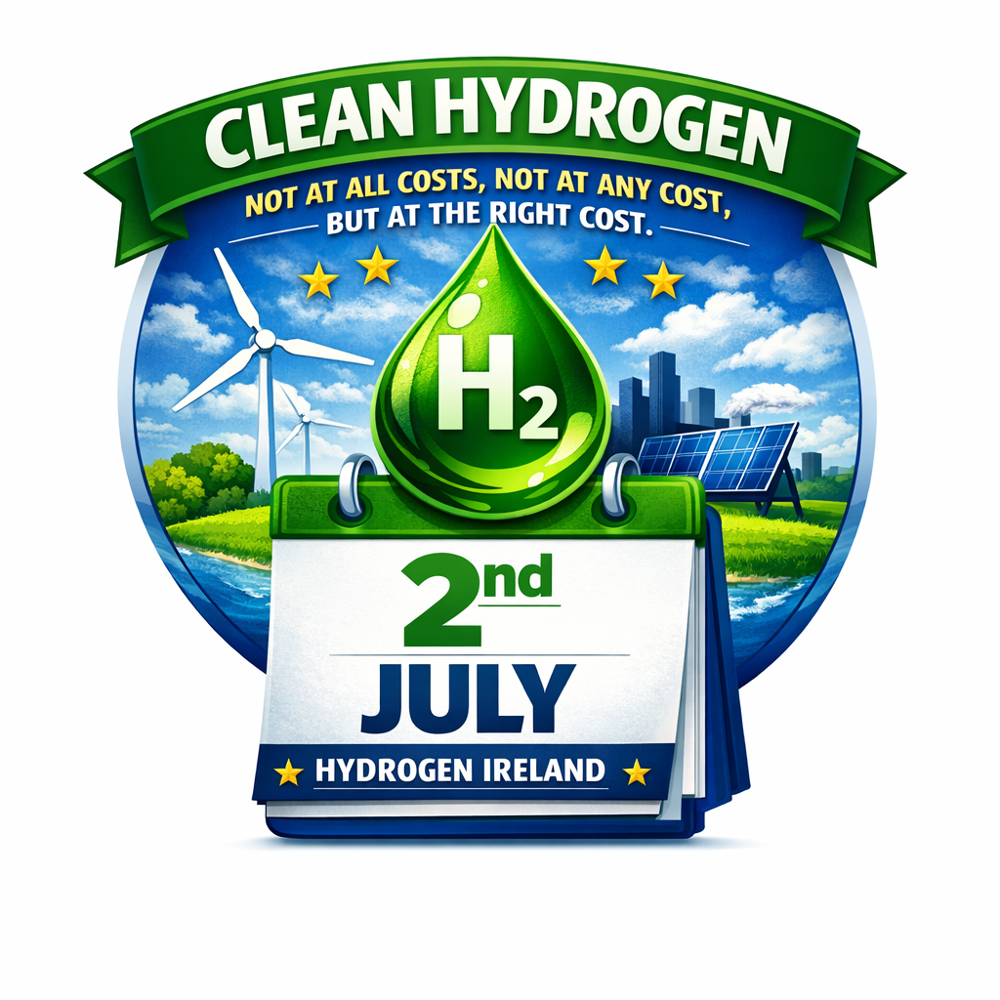 CLEAN HYDROGEN
NOT AT ALL COSTS, NOT AT ANY COST,
BUT AT THE RIGHT COST.
H2
2nd
JULY
HYDROGEN IRELAND